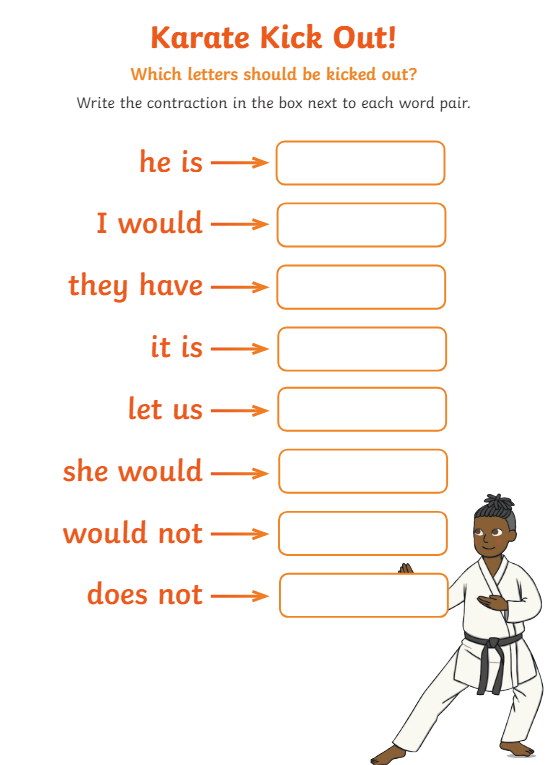 Karate Kick Out!
Which letters should be kicked out?
Write the contraction in the box next to each word pair.
he is
I would
they have
it is
let us
she would
would not
does not